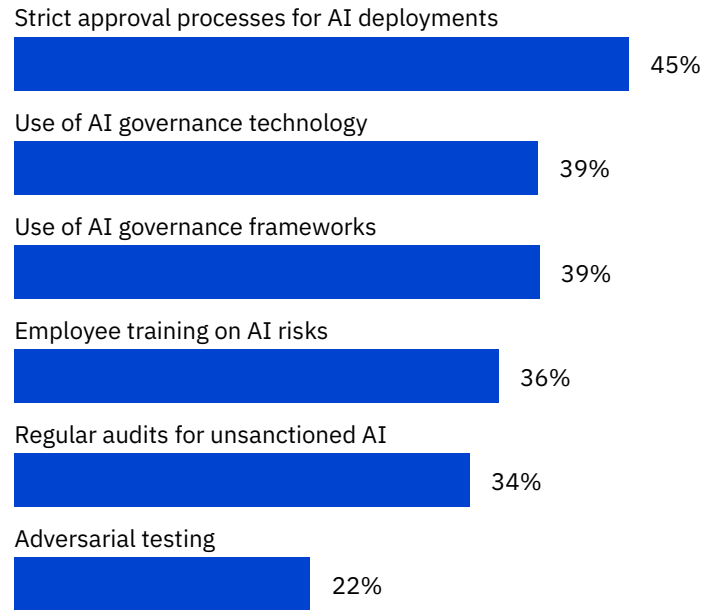 Strict approval processes for AI deployments
45%
Use of AI governance technology
39%
Use of AI governance frameworks
39%
Employee training on AI risks
36%
Regular audits for unsanctioned AI
34%
Adversarial testing
22%